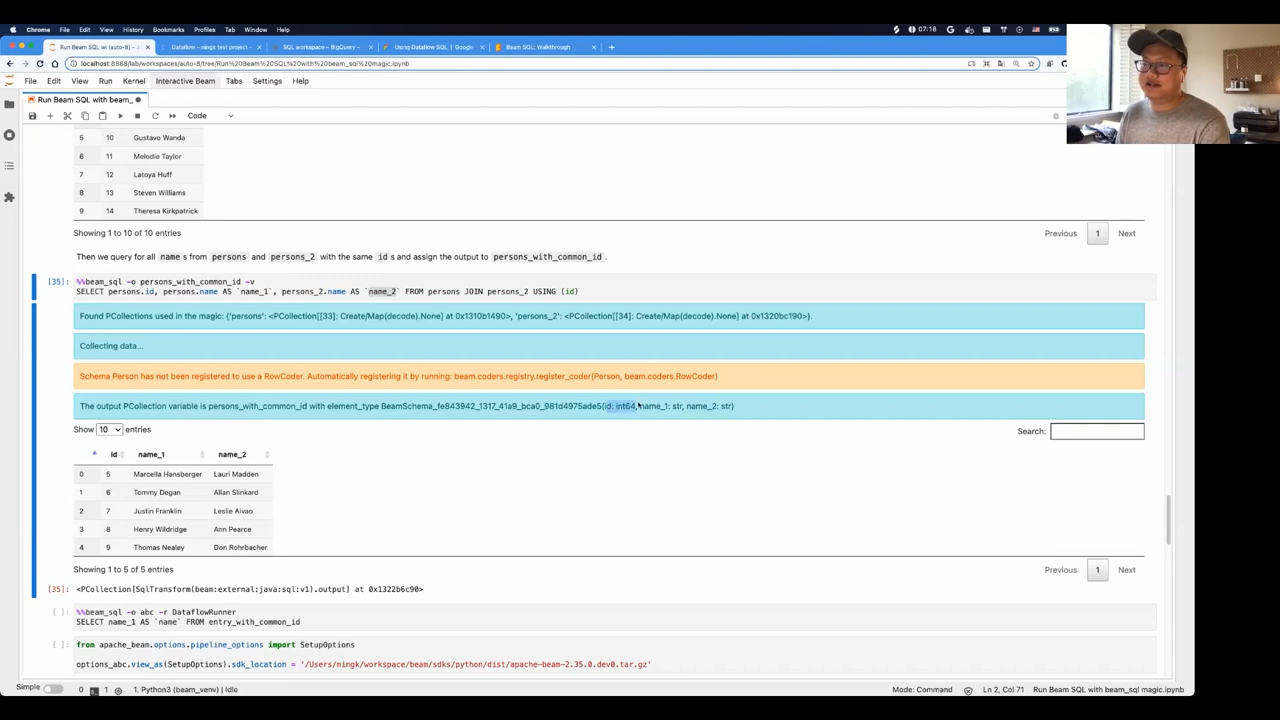 Chrome File Edit View History Bookmarks Profiles Tab Window Help 07:18
Run Beam SQL wi (auto-8) - J
Dataflow – ningk test project -
SQL workspace – BigQuery –
Using Dataflow SQL | Google
Beam SQL: Walkthrough
localhost:8888/lab/workspaces/auto-8/tree/Run%20Beam%20SQL%20with%20beam_sql%20magic.ipynb
File Edit View Run Kernel Interactive Beam Tabs Settings Help
Run Beam SQL with beam_
Code
5 10 Gustavo Wanda
6 11 Melodie Taylor
7 12 Latoya Huff
8 13 Steven Williams
9 14 Theresa Kirkpatrick
Showing 1 to 10 of 10 entries
Previous 1 Next
Then we query for all name s from persons and persons_2 with the same id s and assign the output to persons_with_common_id .
[35]: %%beam_sql -o persons_with_common_id -v
SELECT persons.id, persons.name AS `name_1`, persons_2.name AS `name_2` FROM persons JOIN persons_2 USING (id)
Found PCollections used in the magic: {'persons': <PCollection[[33]: Create/Map(decode).None] at 0x1310b1490>, 'persons_2': <PCollection[[34]: Create/Map(decode).None] at 0x1320bc190>}.
Collecting data...
Schema Person has not been registered to use a RowCoder. Automatically registering it by running: beam.coders.registry.register_coder(Person, beam.coders.RowCoder)
The output PCollection variable is persons_with_common_id with element_type BeamSchema_fe843942_1317_41a9_bca0_981d4975ade5(id: int64, name_1: str, name_2: str)
Show 10 entries
Search:
id name_1 name_2
0 5 Marcella Hansberger Lauri Madden
1 6 Tommy Degan Allan Slinkard
2 7 Justin Franklin Leslie Aivao
3 8 Henry Wildridge Ann Pearce
4 9 Thomas Nealey Don Rohrbacher
Showing 1 to 5 of 5 entries
Previous 1 Next
[35]: <PCollection[SqlTransform(beam:external:java:sql:v1).output] at 0x1322b6c90>
[ ]: %%beam_sql -o abc -r DataflowRunner
SELECT name_1 AS `name` FROM entry_with_common_id
[ ]: from apache_beam.options.pipeline_options import SetupOptions
options_abc.view_as(SetupOptions).sdk_location = '/Users/ningk/workspace/beam/sdks/python/dist/apache-beam-2.35.0.dev0.tar.gz'
Simple 0 1 1. Python3 (beam_venv) | Idle
Mode: Command Ln 2, Col 71 Run Beam SQL with beam_sql magic.ipynb